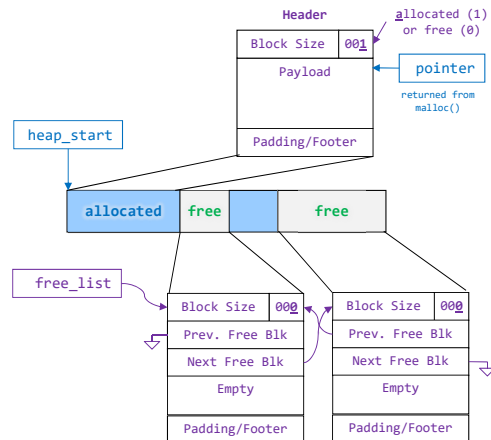 Header
allocated (1)
or free (0)
Block Size 001
Payload
pointer
returned from
malloc()
heap_start
Padding/Footer
allocated free free
free_list
Block Size 000
Prev. Free Blk
Next Free Blk
Empty
Padding/Footer
Block Size 000
Prev. Free Blk
Next Free Blk
Empty
Padding/Footer